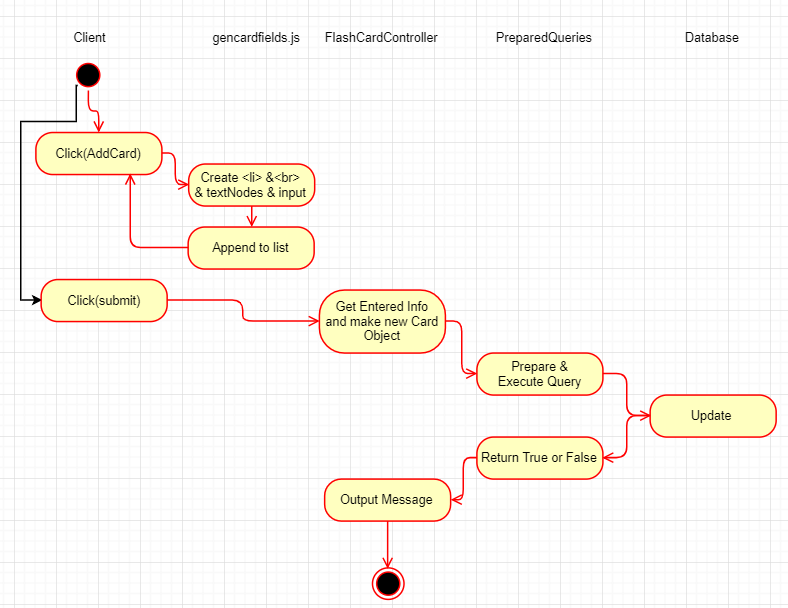 Client
gencardfields.js
FlashCardController
PreparedQueries
Database
Click(AddCard)
Create <li> &<br>
& textNodes & input
Append to list
Click(submit)
Get Entered Info
and make new Card
Object
Prepare &
Execute Query
Update
Return True or False
Output Message